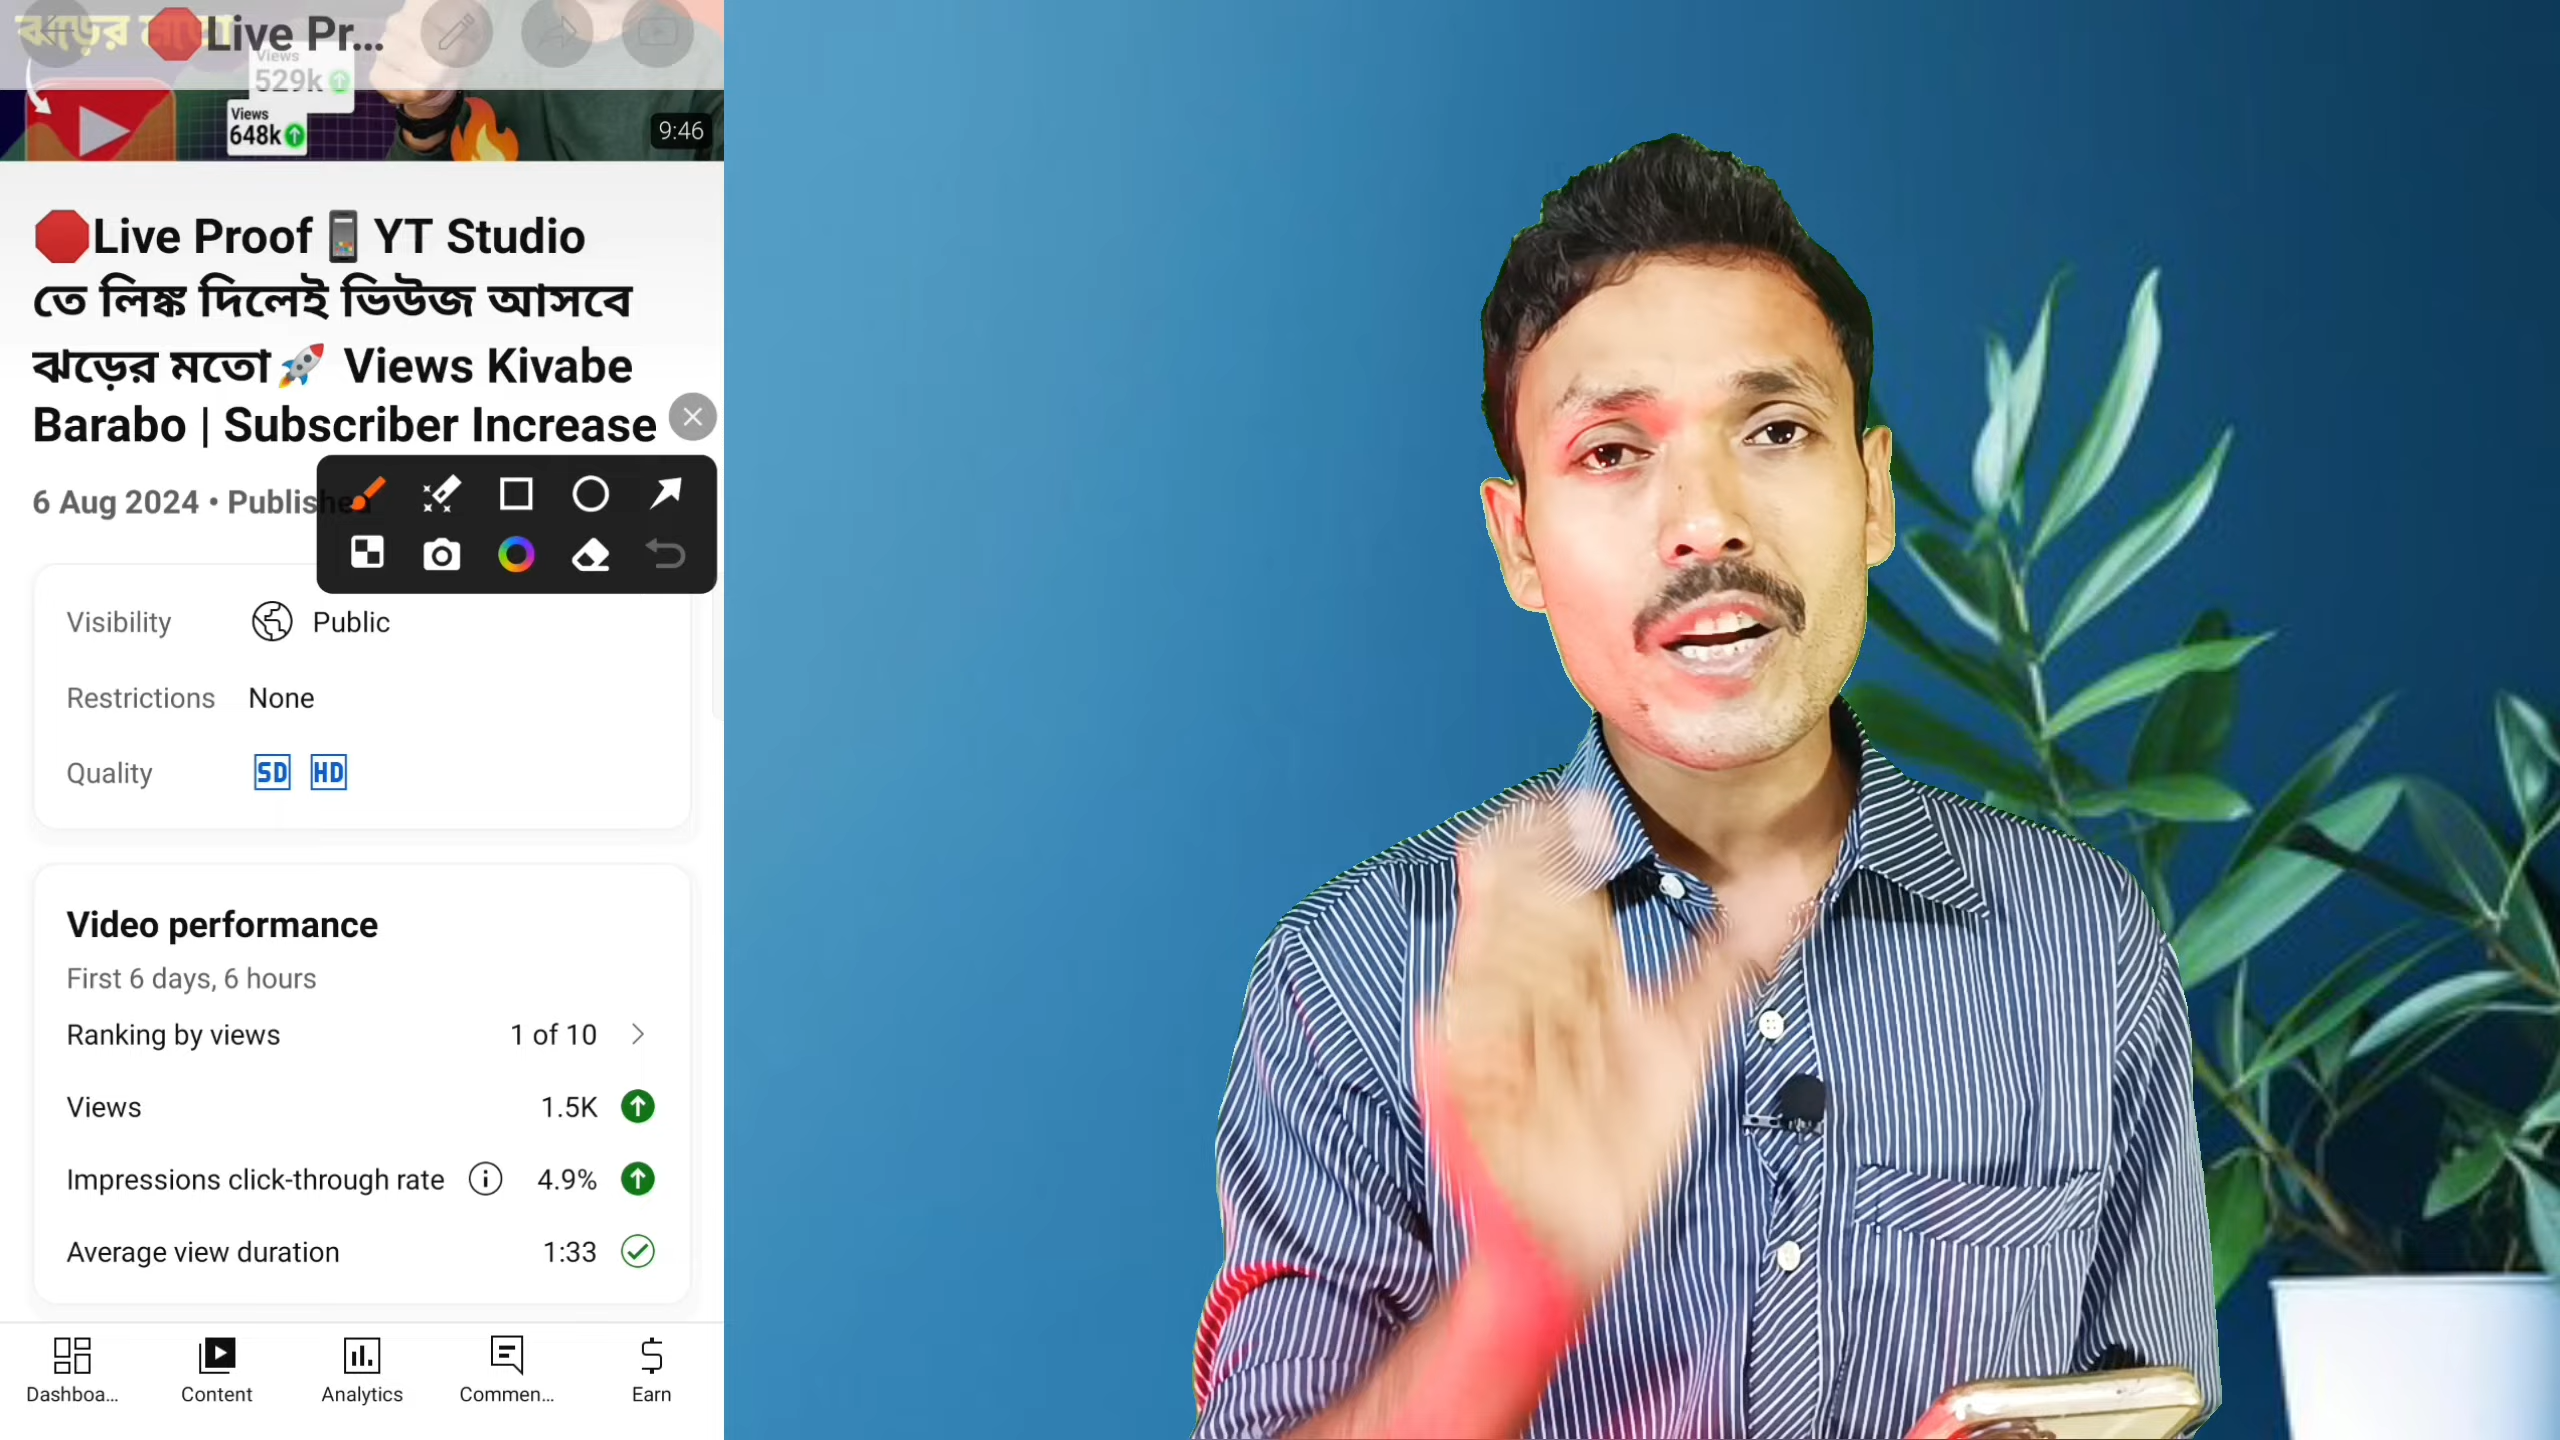 ঝড়ের মতো
🛑Live Pr...
Views
529k
Views
648k
9:46
🛑Live Proof📱YT Studio
তে লিঙ্ক দিলেই ভিউজ আসবে
ঝড়ের মতো🚀 Views Kivabe
Barabo | Subscriber Increase
6 Aug 2024 • Published
Visibility Public
Restrictions None
Quality SD HD
Video performance
First 6 days, 6 hours
Ranking by views 1 of 10
Views 1.5K
Impressions click-through rate 4.9%
Average view duration 1:33
Dashboa... Content Analytics Commen... Earn